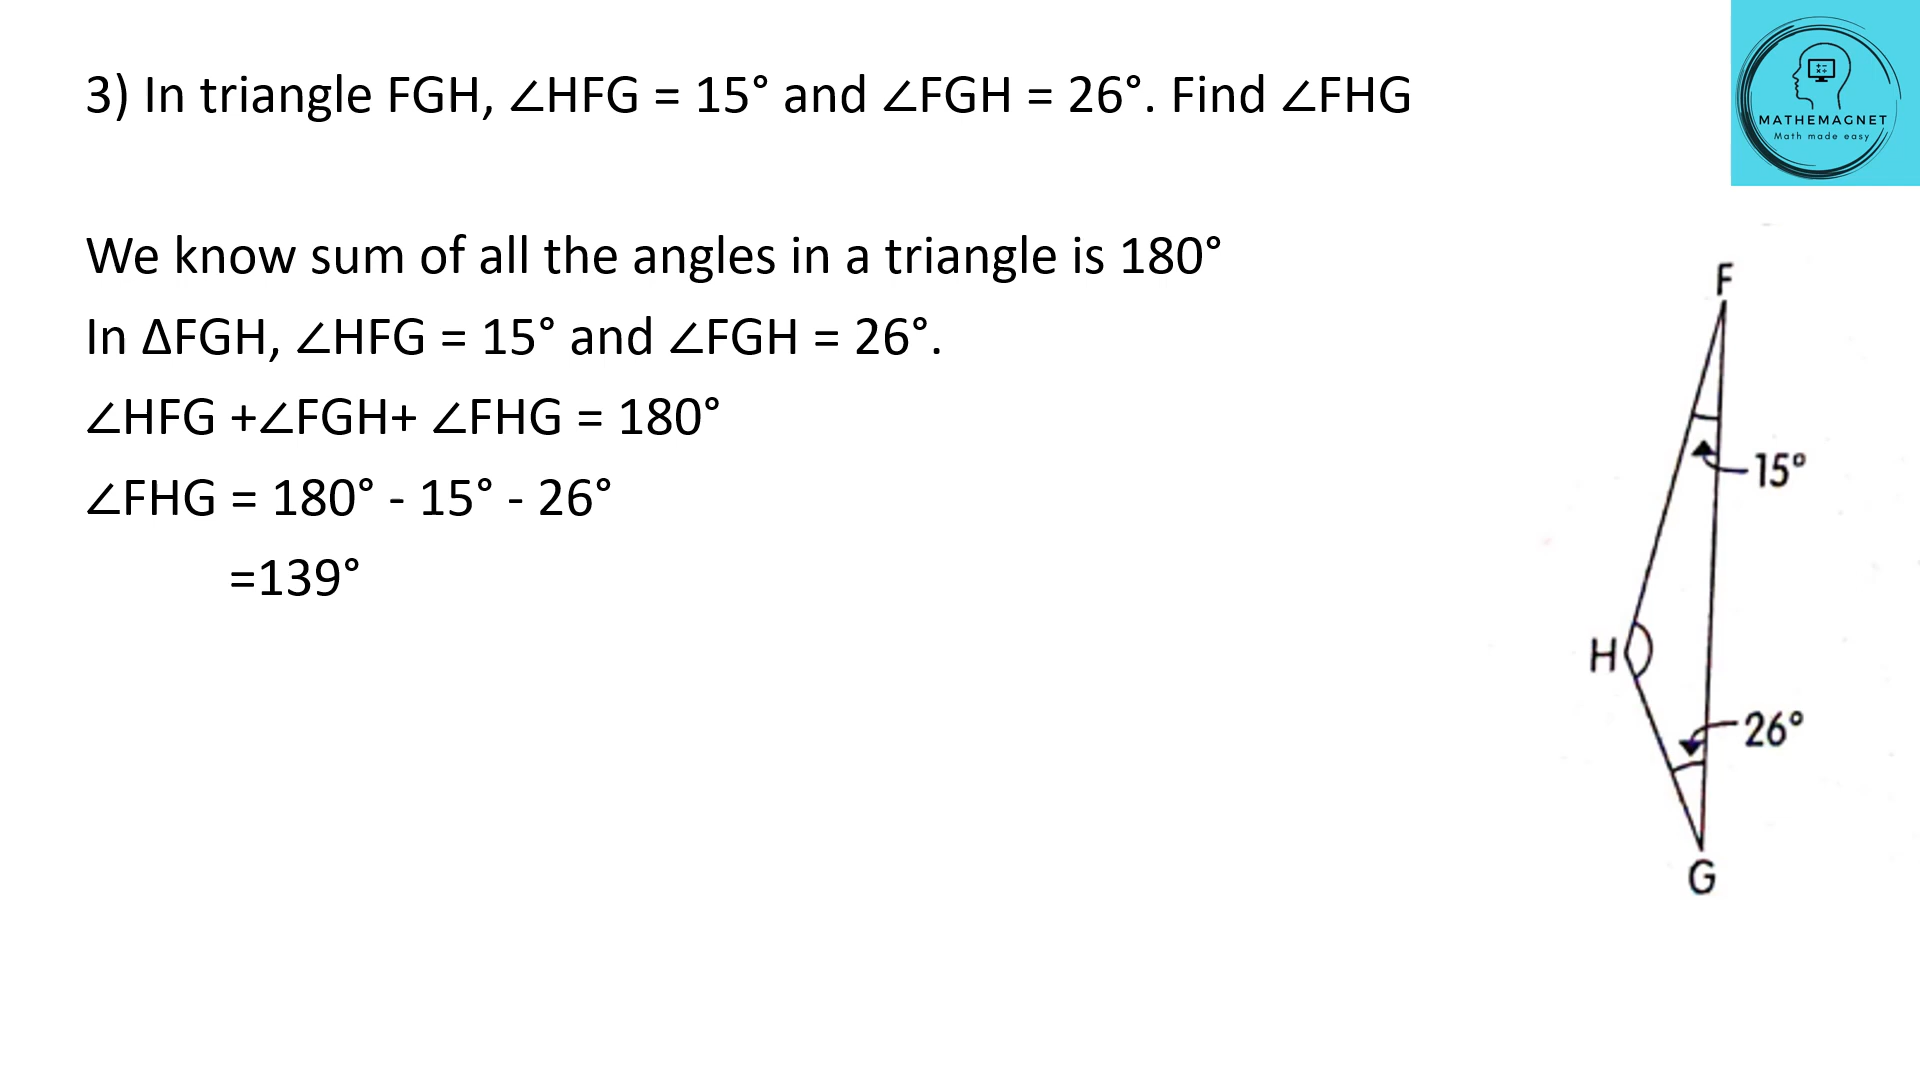 3) In triangle FGH, ∠HFG = 15° and ∠FGH = 26°. Find ∠FHG
MATHEMAGNET
Math made easy
We know sum of all the angles in a triangle is 180°
In ΔFGH, ∠HFG = 15° and ∠FGH = 26°.
∠HFG +∠FGH+ ∠FHG = 180°
∠FHG = 180° - 15° - 26°
=139°
F
15°
H
26°
G